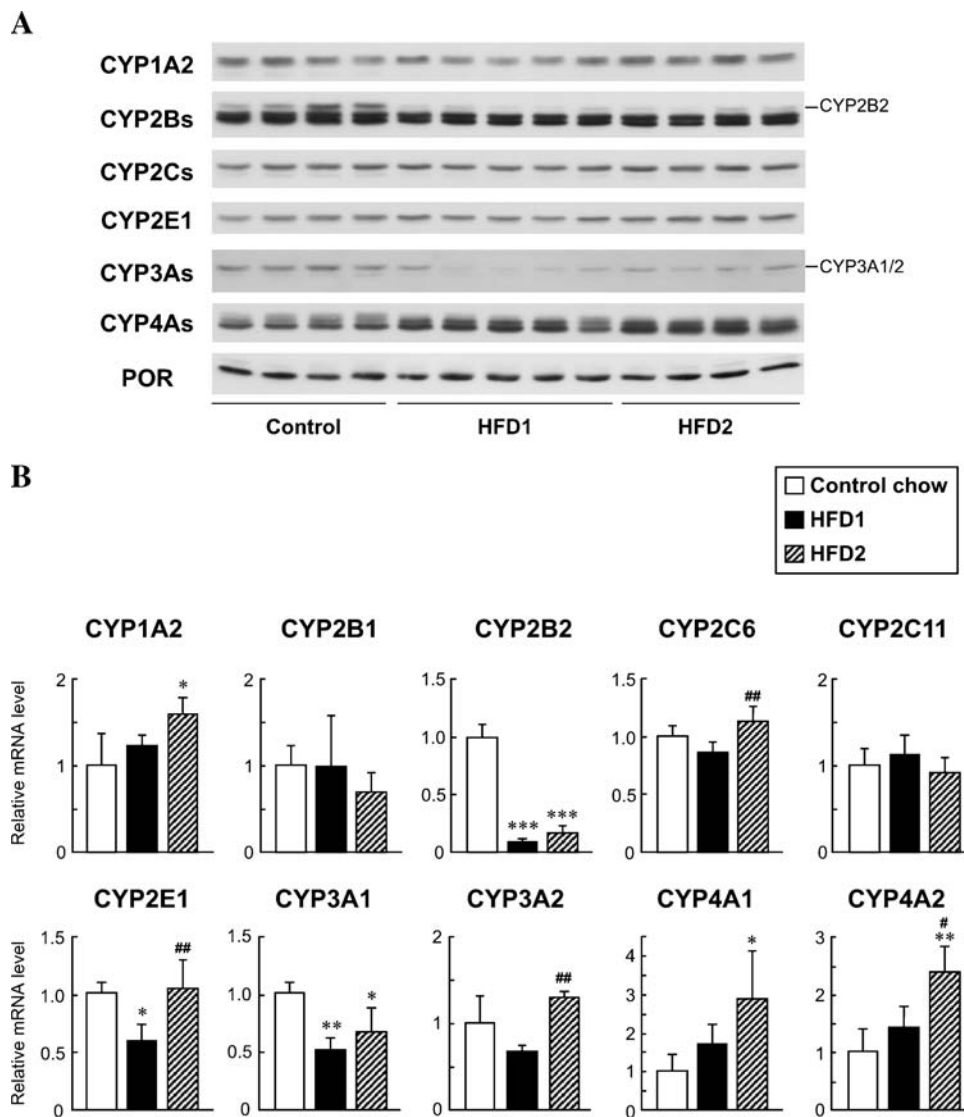 A
CYP1A2
CYP2Bs
CYP2B2
CYP2Cs
CYP2E1
CYP3As
CYP3A1/2
CYP4As
POR
Control HFD1 HFD2
B
Control chow
HFD1
HFD2
CYP1A2 CYP2B1 CYP2B2 CYP2C6 CYP2C11
Relative mRNA level
2 2 1.5 1.5 2
* ##
1.0 1.0
1 1 1
*** ***
0.5 0.5
0 0 0 0 0
CYP2E1 CYP3A1 CYP3A2 CYP4A1 CYP4A2
Relative mRNA level
1.5 1.5 2 4 3
## ## * #
**
1.0 1.0 3 2
* ** * 1 2
0.5 0.5 1 1
0 0 0 0 0